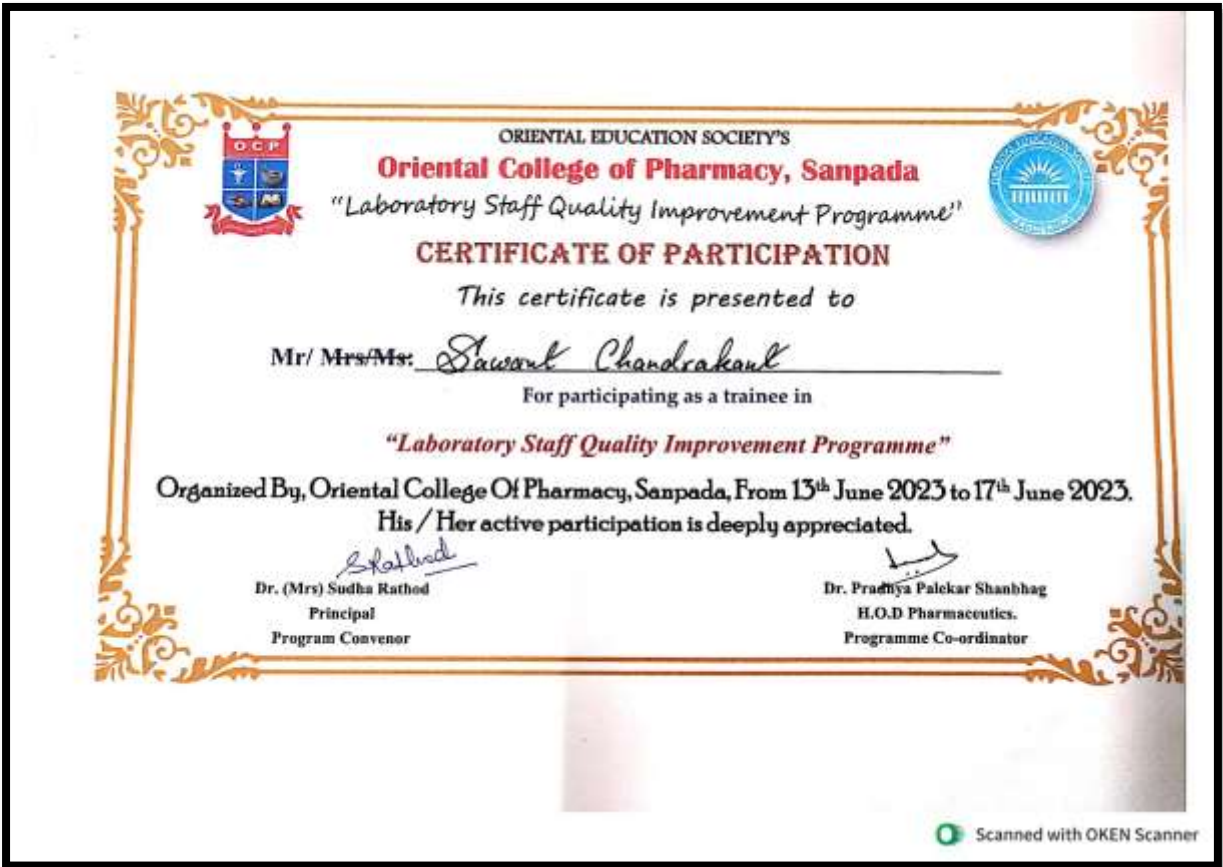 OCP
ORIENTAL EDUCATION SOCIETY'S
Oriental College of Pharmacy, Sanpada
"Laboratory Staff Quality Improvement Programme"
CERTIFICATE OF PARTICIPATION
This certificate is presented to
Mr/ Mrs/Ms: Sawant Chandrakant
For participating as a trainee in
"Laboratory Staff Quality Improvement Programme"
Organized By, Oriental College Of Pharmacy, Sanpada, From 13th June 2023 to 17th June 2023.
His / Her active participation is deeply appreciated.
SRathod
Dr. (Mrs) Sudha Rathod
Principal
Program Convenor
Dr. Pradnya Palekar Shanbhag
H.O.D Pharmaceutics.
Programme Co-ordinator
Scanned with OKEN Scanner